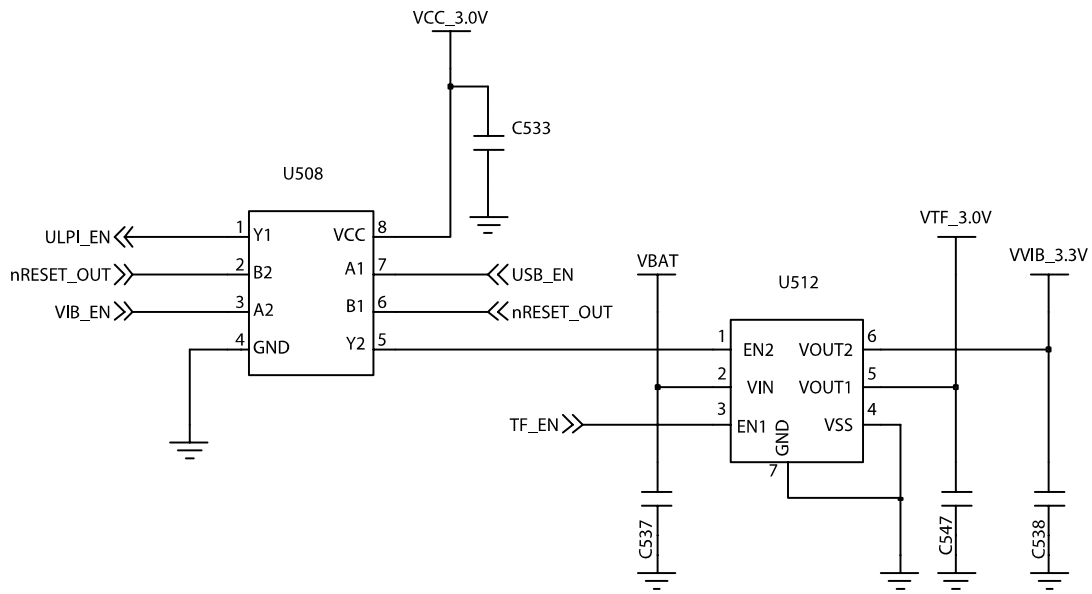 VCC_3.0V
C533
U508
ULPI_EN
1
Y1
VCC
8
nRESET_OUT
2
B2
A1
7
USB_EN
VIB_EN
3
A2
B1
6
nRESET_OUT
4
GND
Y2
5
VBAT
VTF_3.0V
VVIB_3.3V
U512
1
EN2
VOUT2
6
2
VIN
VOUT1
5
TF_EN
3
EN1
GND
VSS
4
7
C537
C547
C538